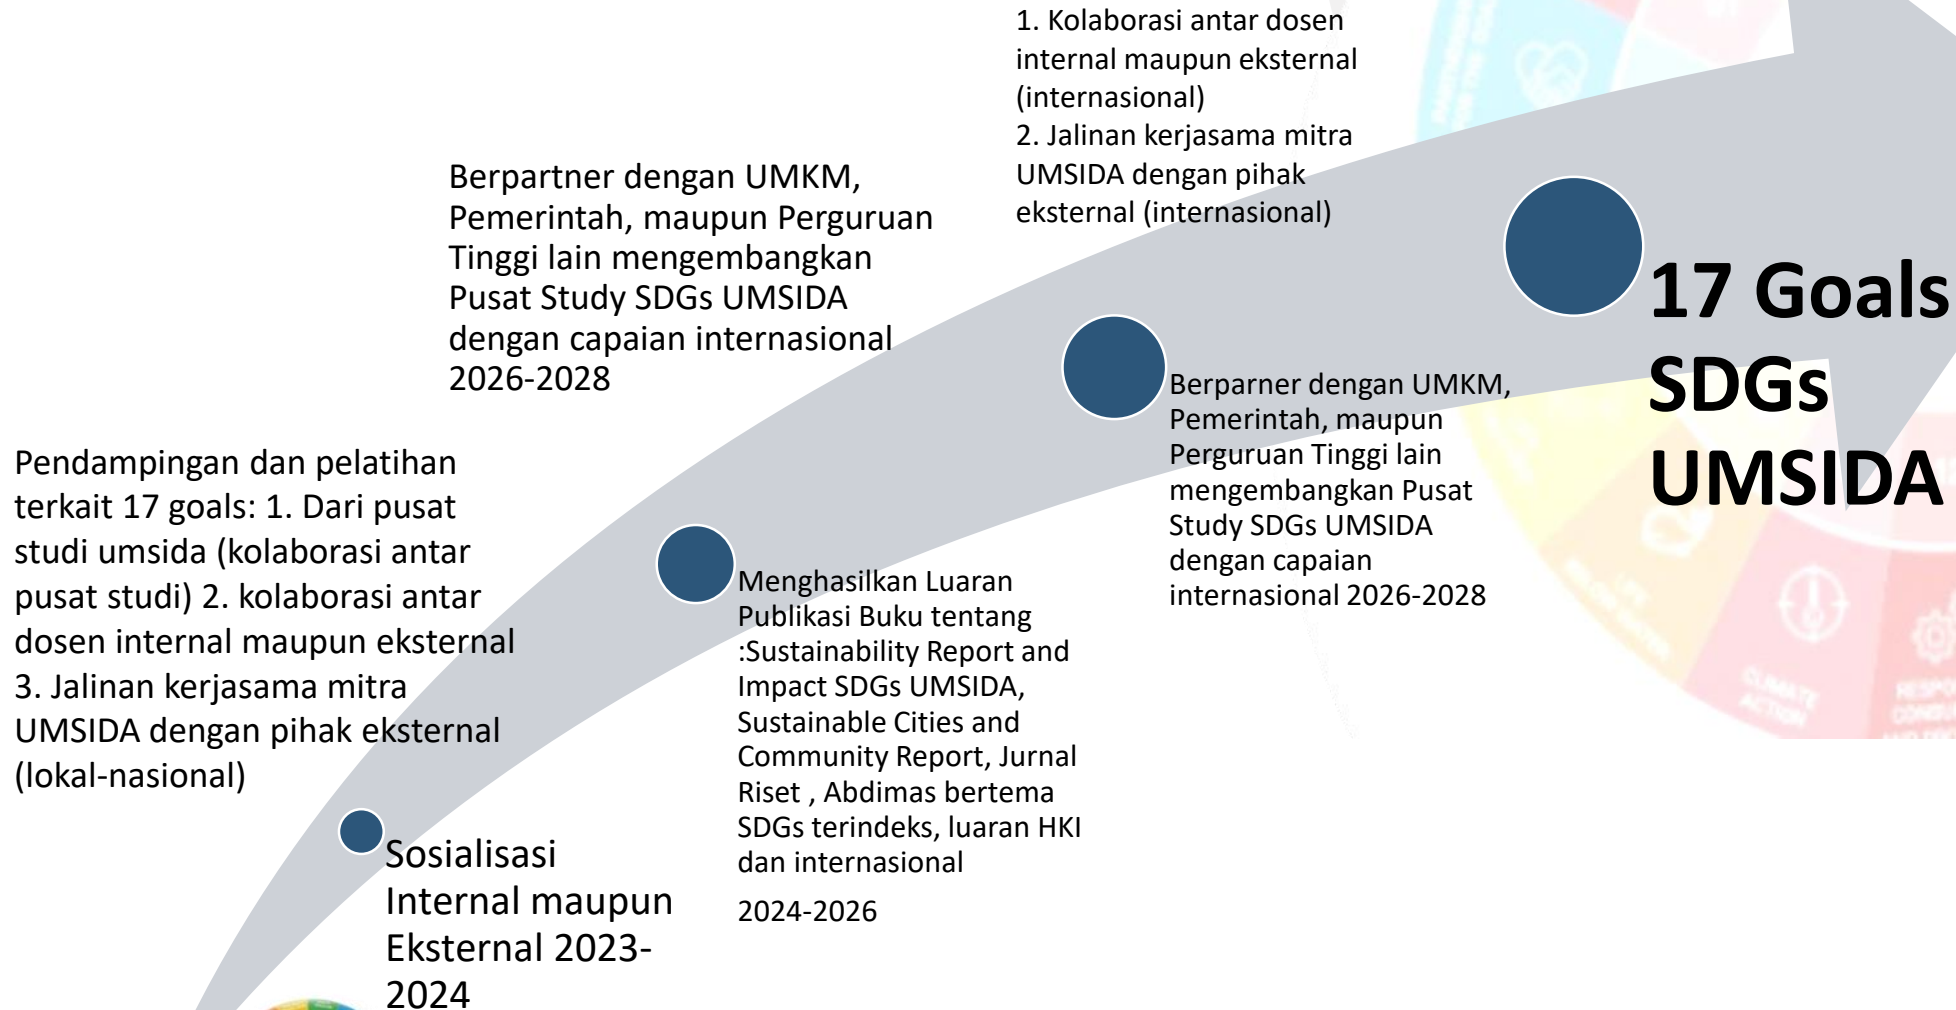 1. Kolaborasi antar dosen
internal maupun eksternal
(internasional)
2. Jalinan kerjasama mitra
UMSIDA dengan pihak
eksternal (internasional)
Berpartner dengan UMKM,
Pemerintah, maupun Perguruan
Tinggi lain mengembangkan
Pusat Study SDGs UMSIDA
dengan capaian internasional
2026-2028
17 Goals
SDGs
UMSIDA
Berparner dengan UMKM,
Pemerintah, maupun
Perguruan Tinggi lain
mengembangkan Pusat
Study SDGs UMSIDA
dengan capaian
internasional 2026-2028
Pendampingan dan pelatihan
terkait 17 goals: 1. Dari pusat
studi umsida (kolaborasi antar
pusat studi) 2. kolaborasi antar
dosen internal maupun eksternal
3. Jalinan kerjasama mitra
UMSIDA dengan pihak eksternal
(lokal-nasional)
Menghasilkan Luaran
Publikasi Buku tentang
:Sustainability Report and
Impact SDGs UMSIDA,
Sustainable Cities and
Community Report, Jurnal
Riset , Abdimas bertema
SDGs terindeks, luaran HKI
dan internasional
2024-2026
Sosialisasi
Internal maupun
Eksternal 2023-
2024
LIFE
BELOW WATER
CLIMATE
ACTION